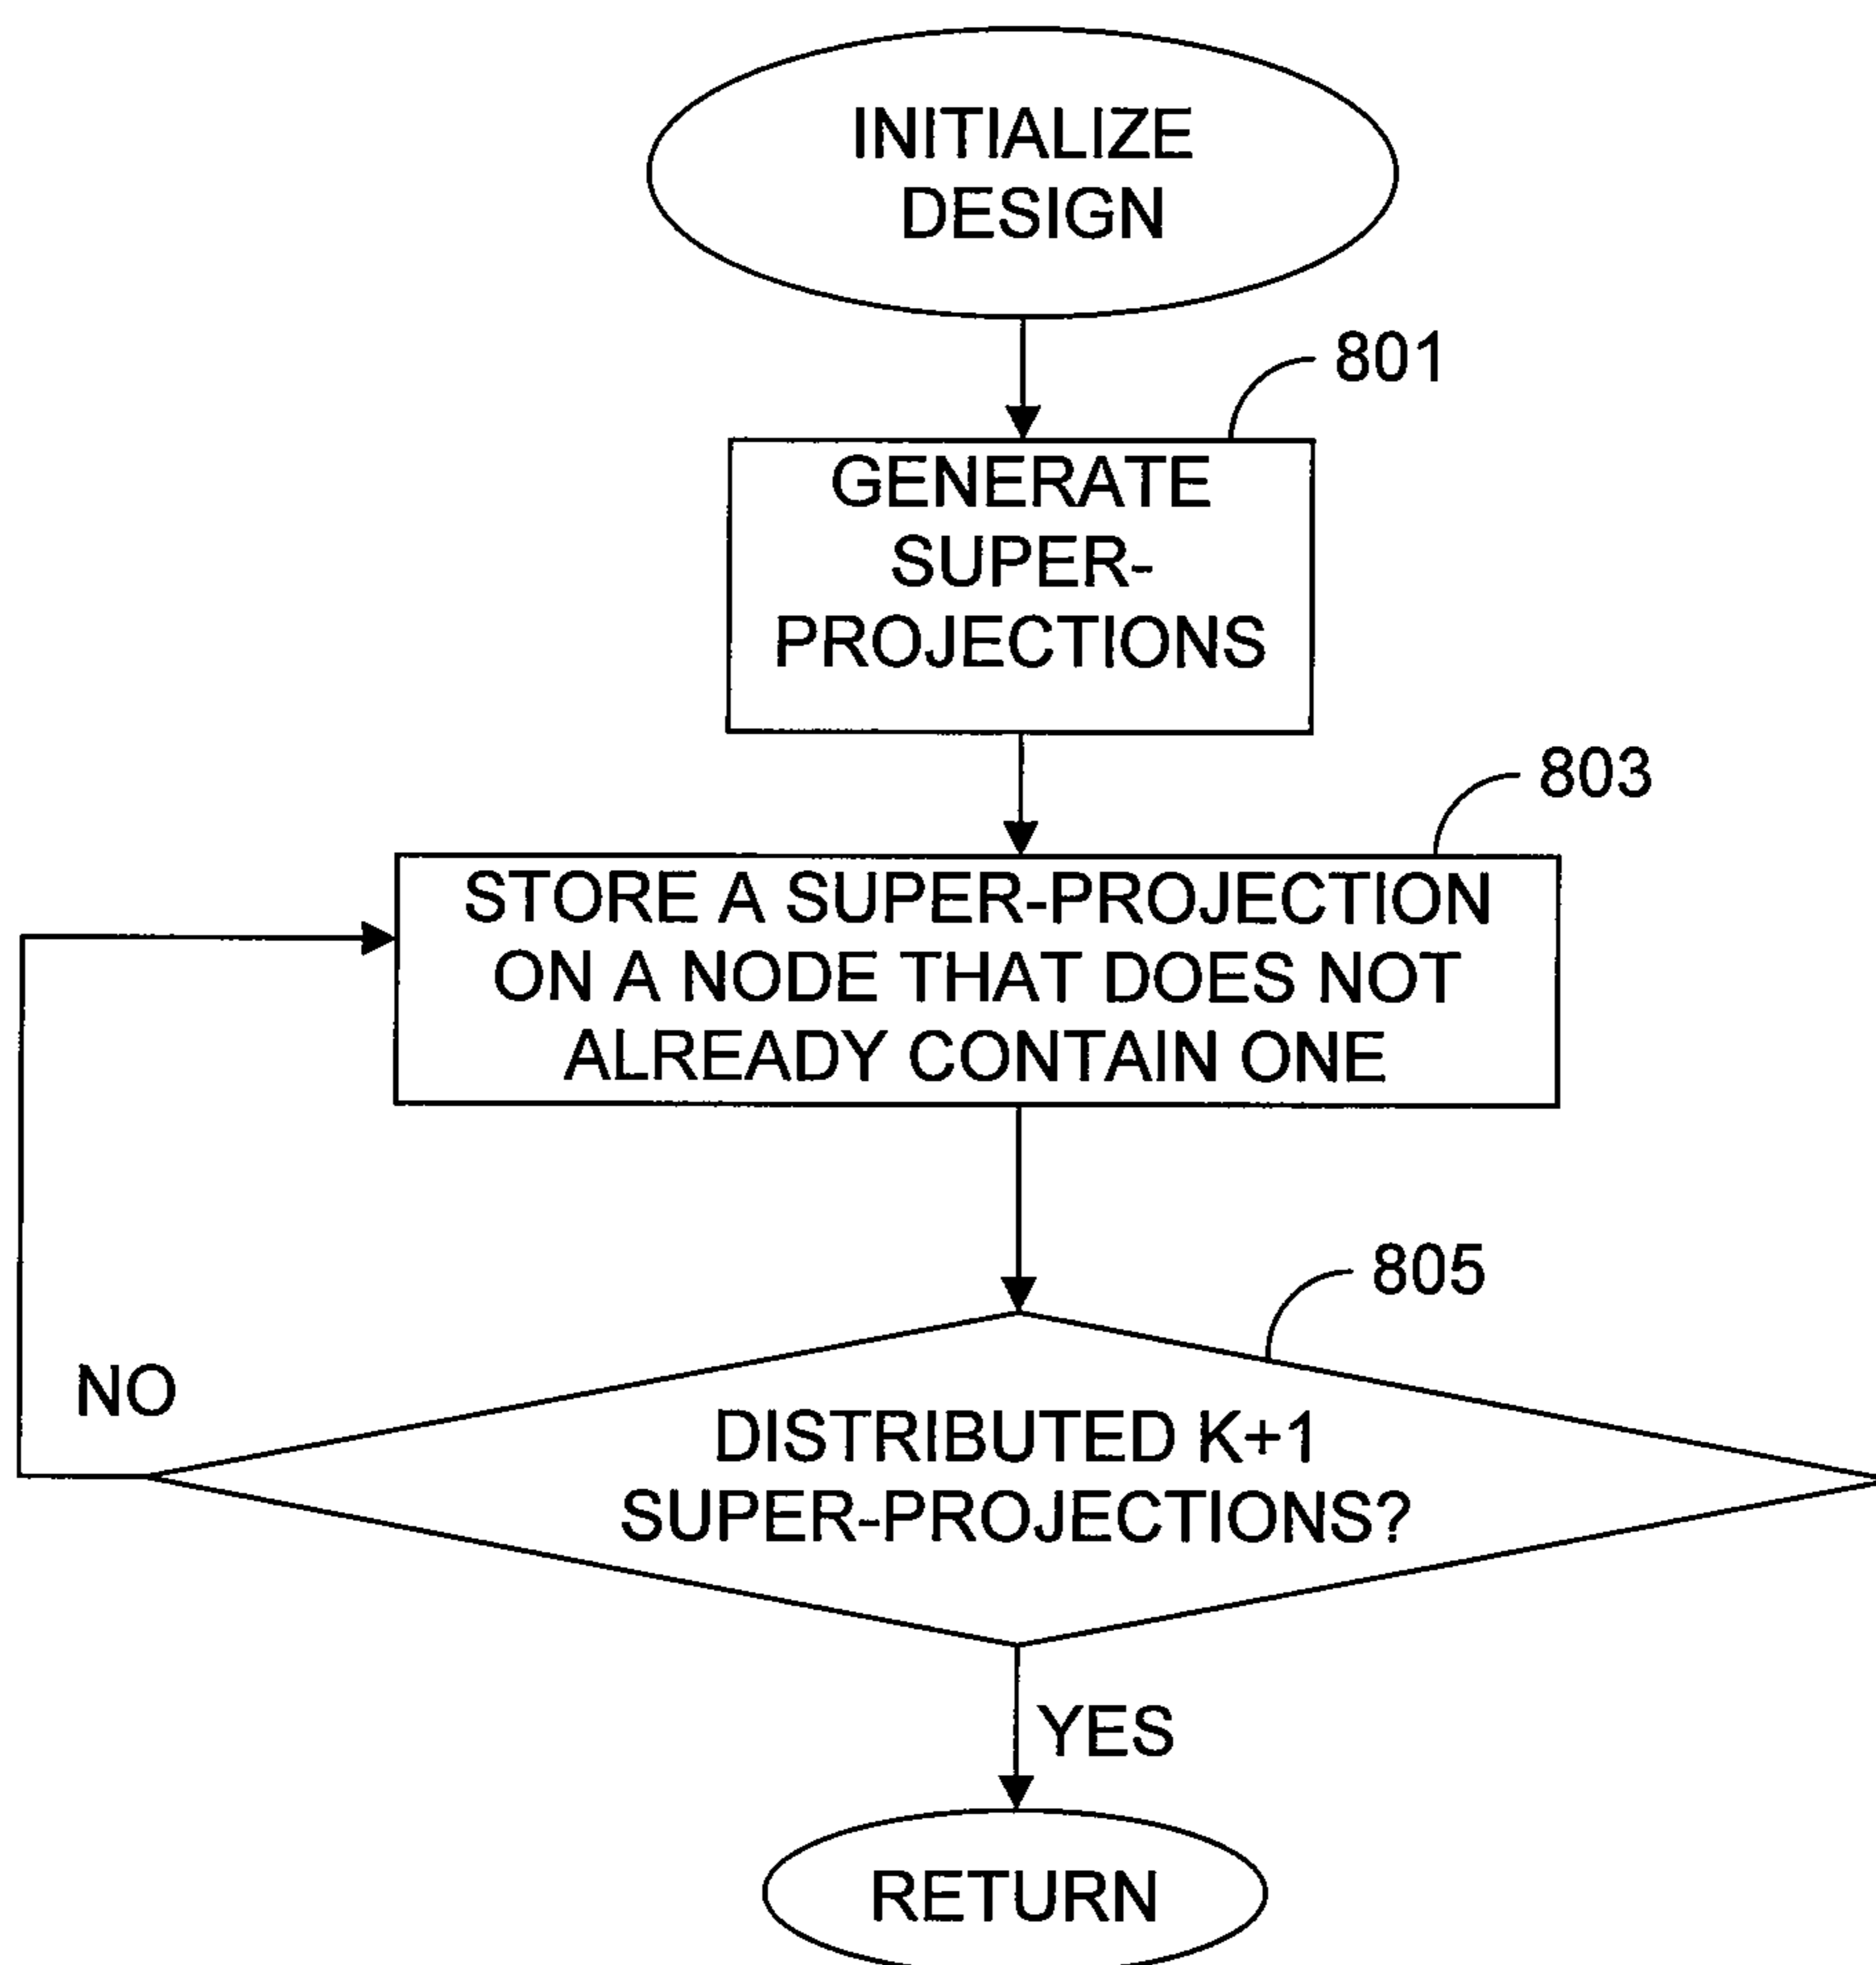 INITIALIZE
DESIGN
801
GENERATE
SUPER-
PROJECTIONS
803
STORE A SUPER-PROJECTION
ON A NODE THAT DOES NOT
ALREADY CONTAIN ONE
805
NO
DISTRIBUTED K+1
SUPER-PROJECTIONS?
YES
RETURN